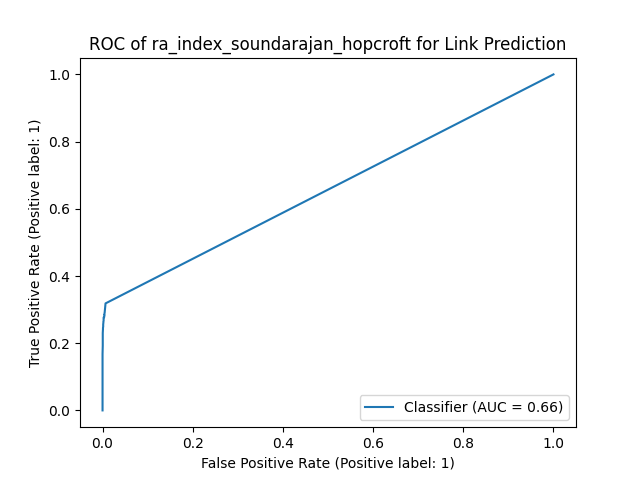 ROC of ra_index_soundarajan_hopcroft for Link Prediction
True Positive Rate (Positive label: 1)
1.0
0.8
0.6
0.4
0.2
0.0
Classifier (AUC = 0.66)
0.0 0.2 0.4 0.6 0.8 1.0
False Positive Rate (Positive label: 1)